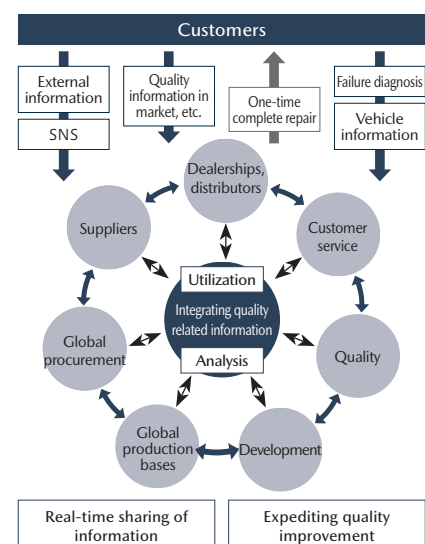 Customers
External
information
SNS
Quality
information in
market, etc.
One-time
complete repair
Failure diagnosis
Vehicle
information
Dealerships,
distributors
Suppliers
Customer
service
Utilization
Integrating quality
related information
Analysis
Global
procurement
Quality
Global
production
bases
Development
Real-time sharing of
information
Expediting quality
improvement